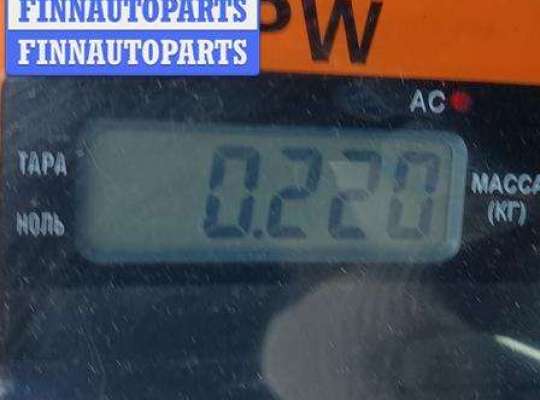 FINNAUTOPARTS
FINNAUTOPARTS
PW
AC
ТАРА
0.220
МАССА
НОЛЬ
(КГ)